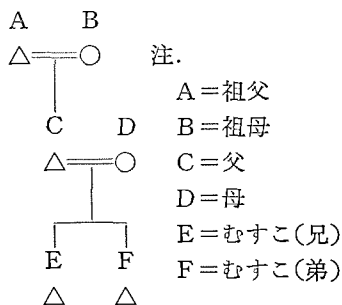 A B
注.
A=祖父
C D
B=祖母
C=父
D=母
E F
E=むすこ(兄)
F=むすこ(弟)